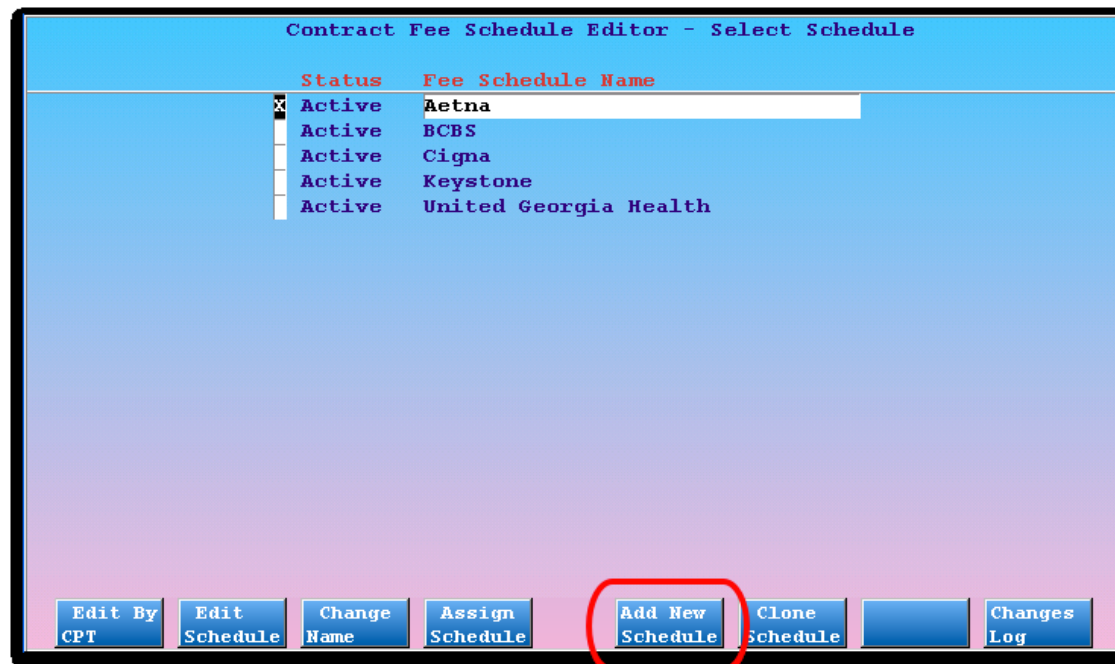 Contract Fee Schedule Editor - Select Schedule
Status Fee Schedule Name
X Active Aetna
Active BCBS
Active Cigna
Active Keystone
Active United Georgia Health
Edit By Edit Change Assign Add New Clone Changes
CPT Schedule Name Schedule Schedule Schedule Log